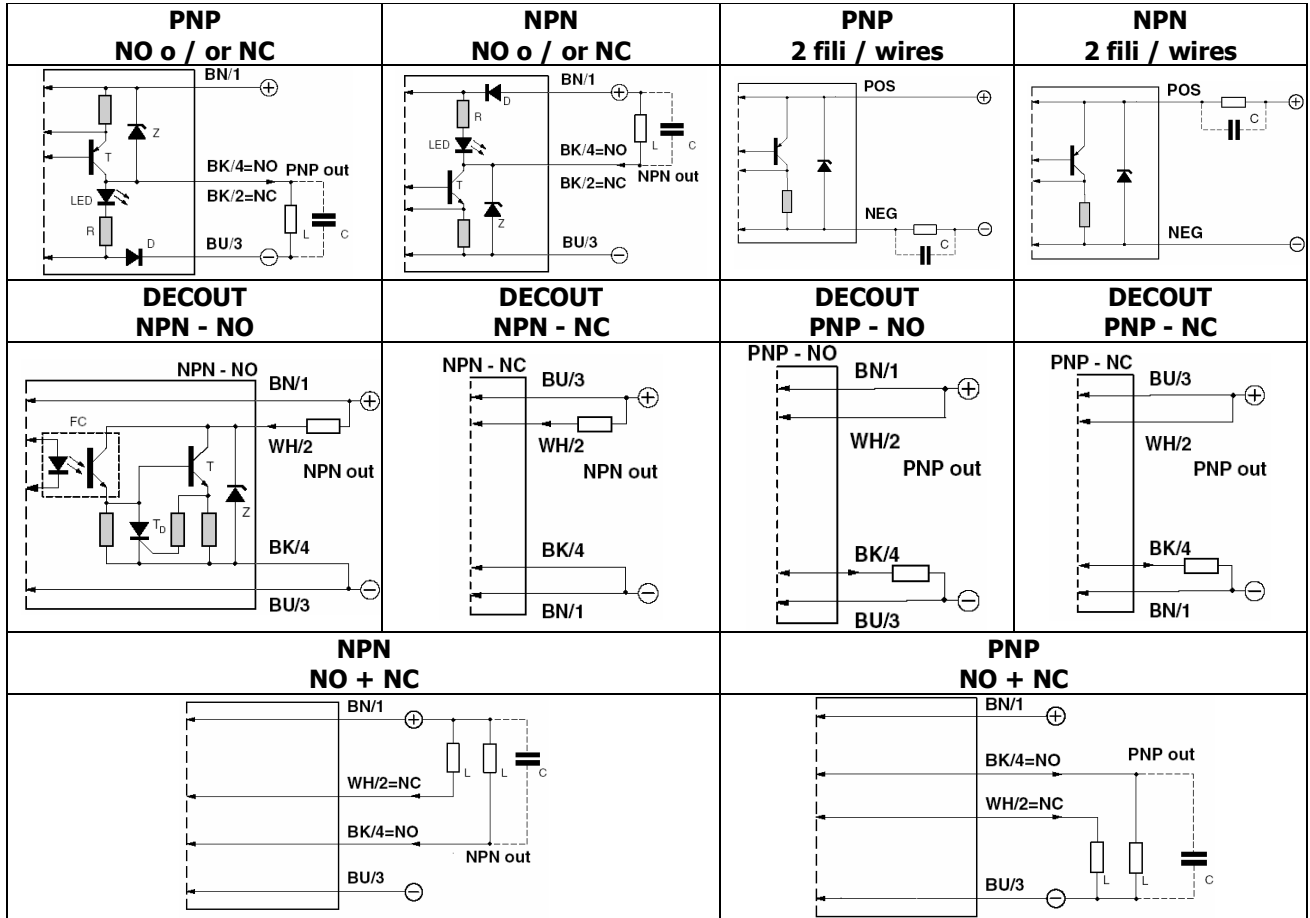 PNP
NO o / or NC
NPN
NO o / or NC
PNP
2 fili / wires
NPN
2 fili / wires
BN/1
Z
T
BK/4=NO PNP out
BK/2=NC
LED
R
L
C
D
BU/3
BN/1
D
R
LED
L
C
BK/4=NO
NPN out
BK/2=NC
T
Z
BU/3
POS
NEG
C
POS
C
NEG
DECOUT
NPN - NO
DECOUT
NPN - NC
DECOUT
PNP - NO
DECOUT
PNP - NC
NPN - NO
BN/1
FC
WH/2
T
NPN out
Z
TD
BK/4
BU/3
NPN - NC
BU/3
WH/2
NPN out
BK/4
BN/1
PNP - NO
BN/1
WH/2
PNP out
BK/4
BU/3
PNP - NC
BU/3
WH/2
PNP out
BK/4
BN/1
NPN
NO + NC
PNP
NO + NC
BN/1
L
L
C
WH/2=NC
BK/4=NO
NPN out
BU/3
BN/1
PNP out
BK/4=NO
WH/2=NC
L
L
C
BU/3